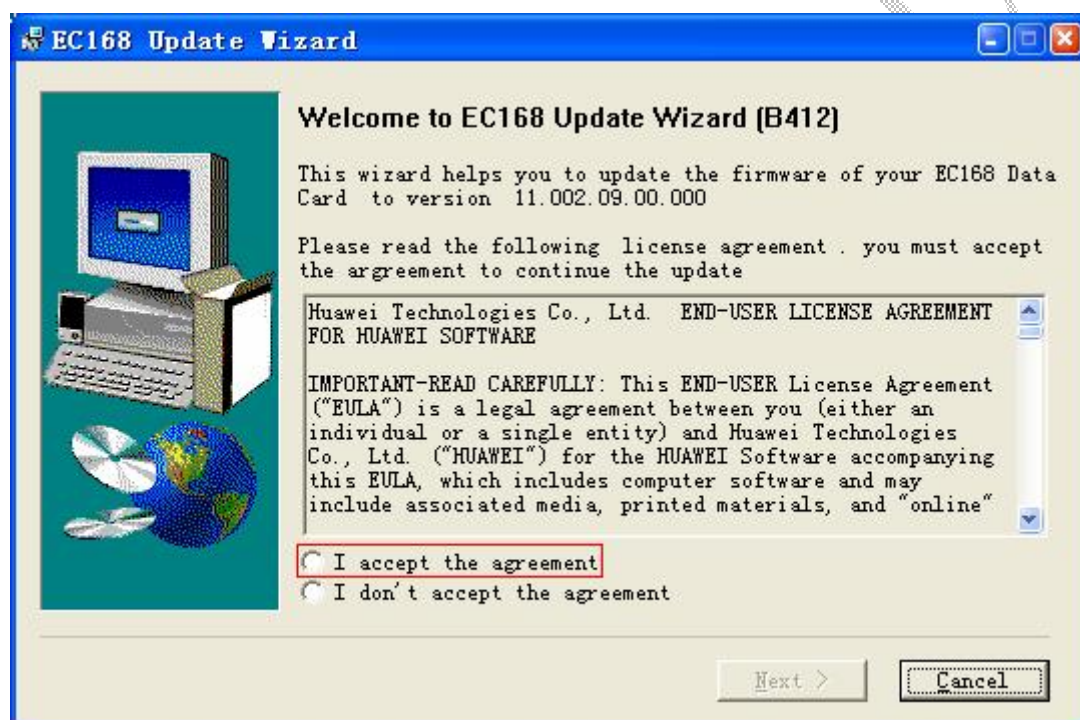 EC168 Update Wizard
Welcome to EC168 Update Wizard (B412)
This wizard helps you to update the firmware of your EC168 Data
Card to version 11.002.09.00.000
Please read the following license agreement . you must accept
the argreement to continue the update
Huawei Technologies Co., Ltd. END-USER LICENSE AGREEMENT
FOR HUAWEI SOFTWARE
IMPORTANT-READ CAREFULLY: This END-USER License Agreement
("EULA") is a legal agreement between you (either an
individual or a single entity) and Huawei Technologies
Co., Ltd. ("HUAWEI") for the HUAWEI Software accompanying
this EULA, which includes computer software and may
include associated media, printed materials, and "online"
I accept the agreement
I don't accept the agreement
Next >
Cancel